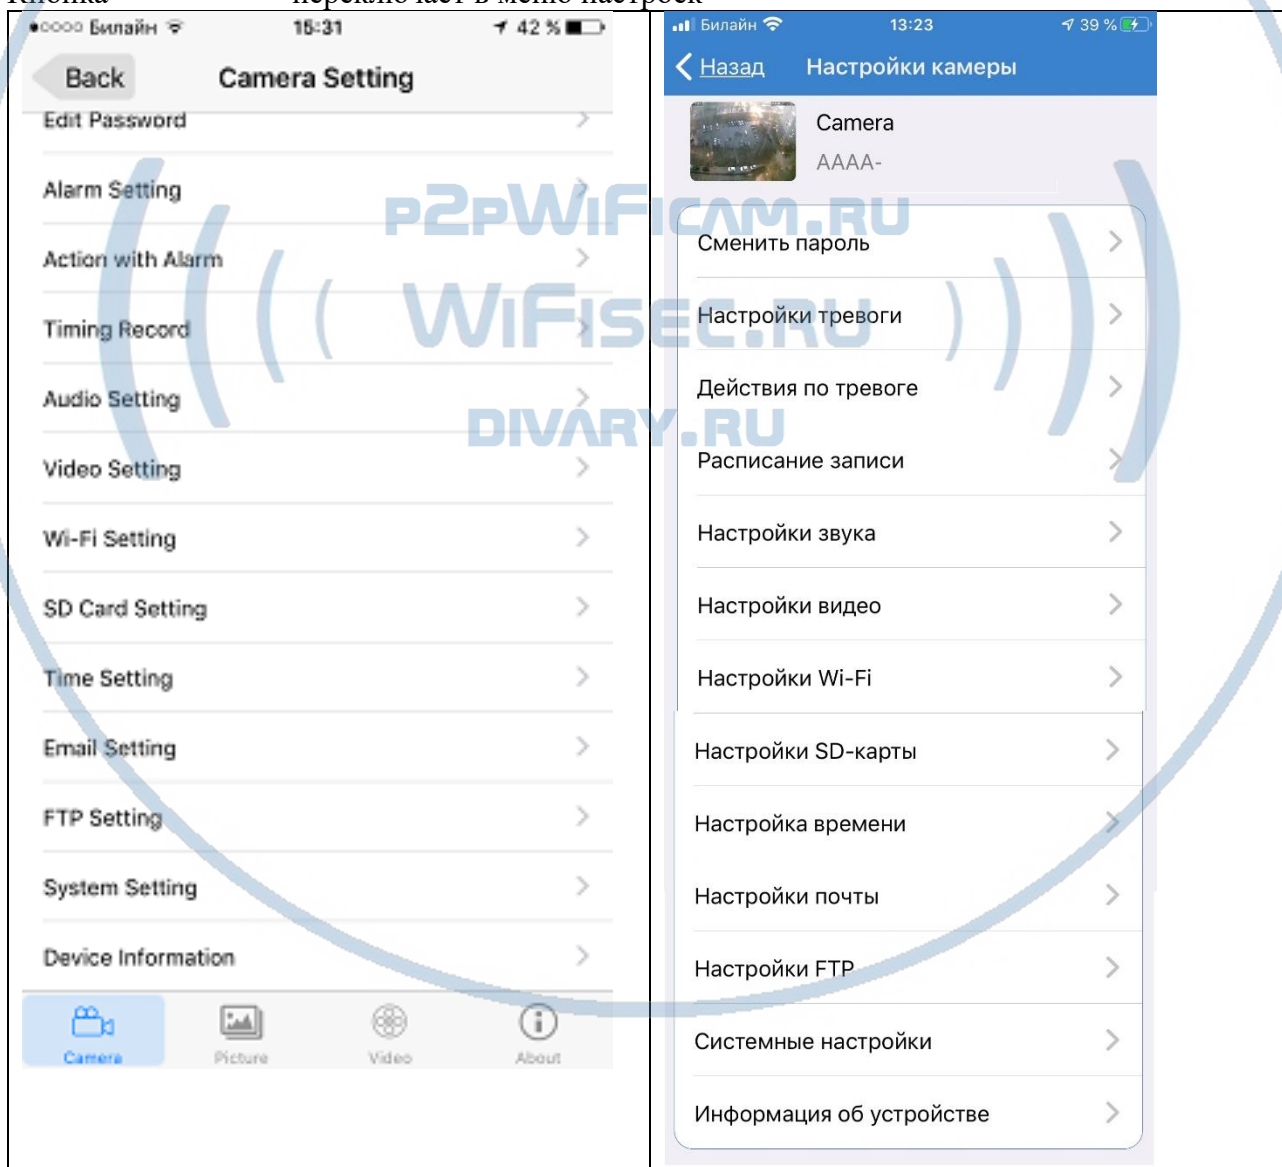 Кнопка переключает в меню настроек
Билайн 15:31 42 %
Back Camera Setting
Edit Password
Alarm Setting
Action with Alarm
Timing Record
Audio Setting
Video Setting
Wi-Fi Setting
SD Card Setting
Time Setting
Email Setting
FTP Setting
System Setting
Device Information
Camera Picture Video About
Билайн 13:23 39 %
Назад Настройки камеры
Camera
AAAA-
Сменить пароль
Настройки тревоги
Действия по тревоге
Расписание записи
Настройки звука
Настройки видео
Настройки Wi-Fi
Настройки SD-карты
Настройка времени
Настройки почты
Настройки FTP
Системные настройки
Информация об устройстве
P2PWIFICAM.RU
WIFISEC.RU
DIVARY.RU